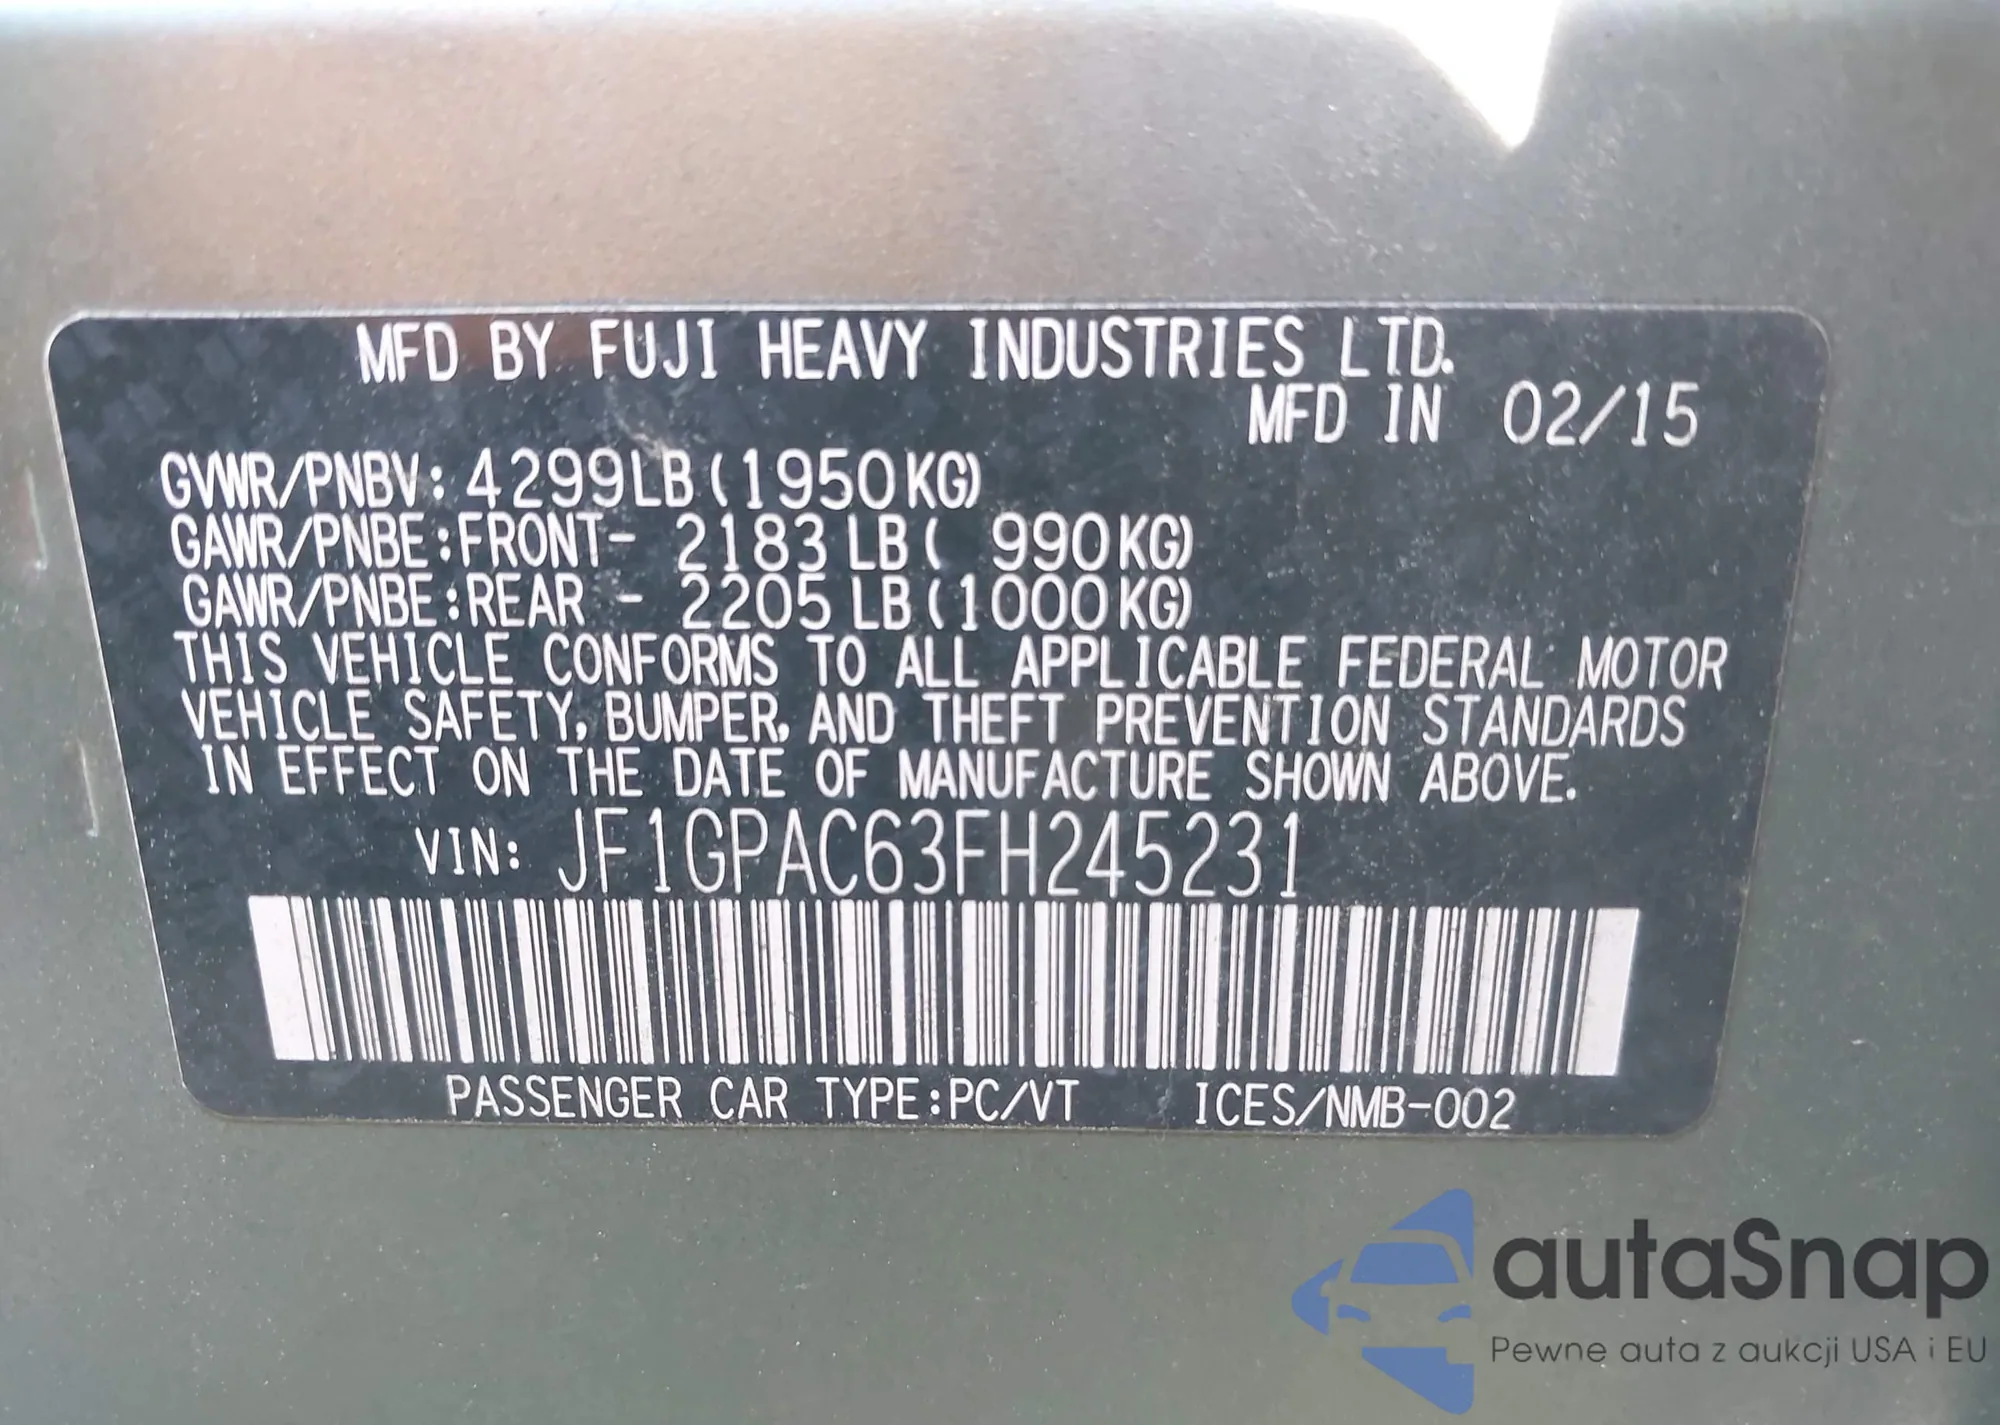 MFD BY FUJI HEAVY INDUSTRIES LTD.
MFD IN 02/15
GVWR/PNBV: 4299LB(1950KG)
GAWR/PNBE:FRONT- 2183LB( 990KG)
GAWR/PNBE:REAR - 2205LB(1000KG)
THIS VEHICLE CONFORMS TO ALL APPLICABLE FEDERAL MOTOR
VEHICLE SAFETY, BUMPER, AND THEFT PREVENTION STANDARDS
IN EFFECT ON THE DATE OF MANUFACTURE SHOWN ABOVE.
VIN: JF1GPAC63FH245231
PASSENGER CAR TYPE:PC/VT ICES/NMB-002
autaSnap
Pewne auta z aukcji USA i EU